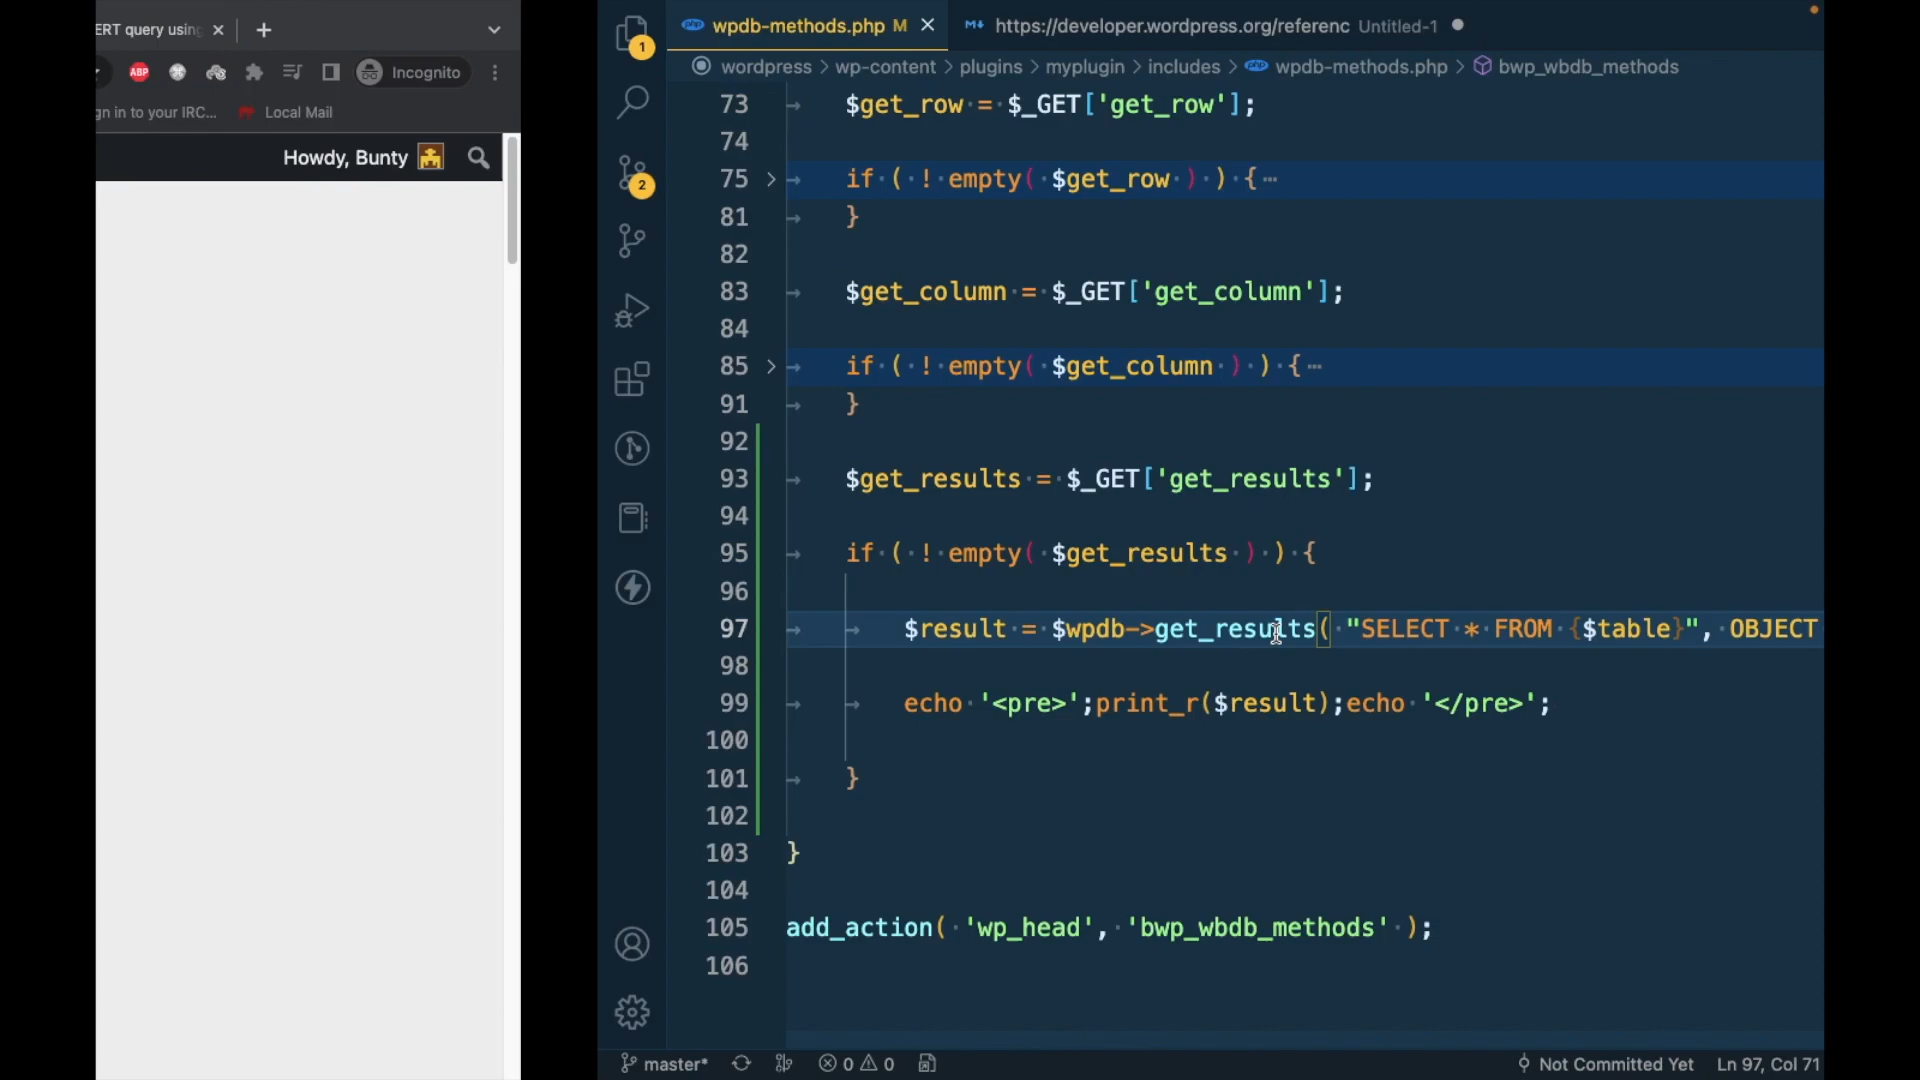 ERT query using
Incognito
gn in to your IRC... Local Mail
Howdy, Bunty
1
2
wpdb-methods.php M
https://developer.wordpress.org/referenc Untitled-1
wordpress > wp-content > plugins > myplugin > includes > wpdb-methods.php > bwp_wbdb_methods
73 $get_row = $_GET['get_row'];
74
75 if ( ! empty( $get_row ) ) {…
81 }
82
83 $get_column = $_GET['get_column'];
84
85 if ( ! empty( $get_column ) ) {…
91 }
92
93 $get_results = $_GET['get_results'];
94
95 if ( ! empty( $get_results ) ) {
96
97 $result = $wpdb->get_results( "SELECT * FROM {$table}", OBJECT
98
99 echo '<pre>';print_r($result);echo '</pre>';
100
101 }
102
103 }
104
105 add_action( 'wp_head', 'bwp_wbdb_methods' );
106
master* 0 0 Not Committed Yet Ln 97, Col 71